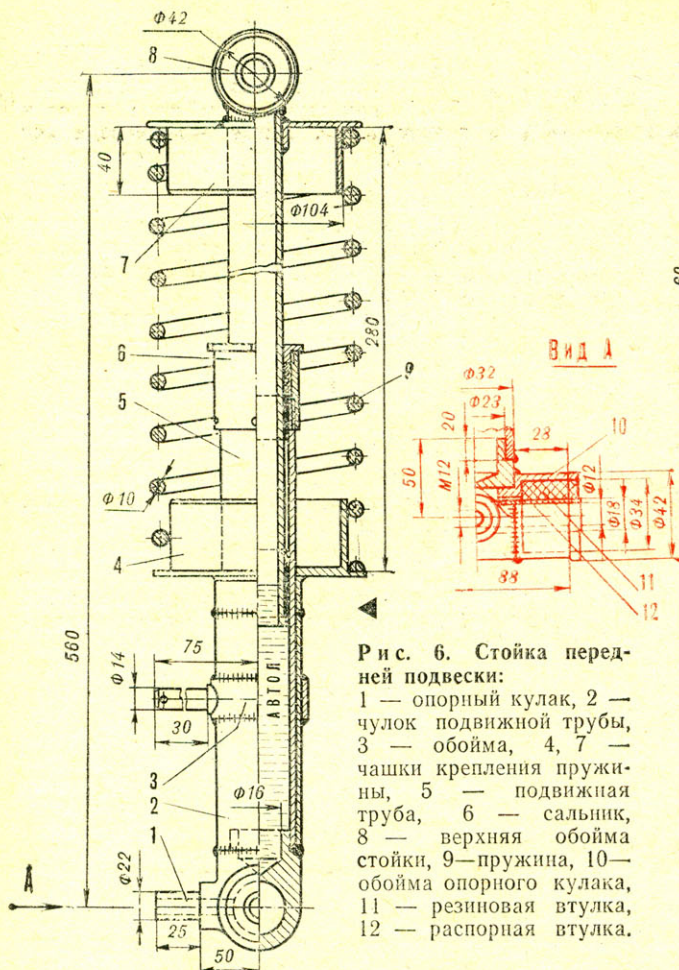 Ф42
8
40
Ф104
7
280
6
9
5
Ф10
4
560
75
Ф14
30
АВТОЛ
3
2
Ф16
1
Ф22
А
25
50
60
Вид А
Ф32
Ф23
20
28
10
50
М12
Ф12
Ф18
Ф34
Ф42
88
11
12
Рис. 6. Стойка перед-
ней подвески:
1 — опорный кулак, 2 —
чулок подвижной трубы,
3 — обойма, 4, 7 —
чашки крепления пружи-
ны, 5 — подвижная
труба, 6 — сальник,
8 — верхняя обойма
стойки, 9—пружина, 10—
обойма опорного кулака,
11 — резиновая втулка,
12 — распорная втулка.